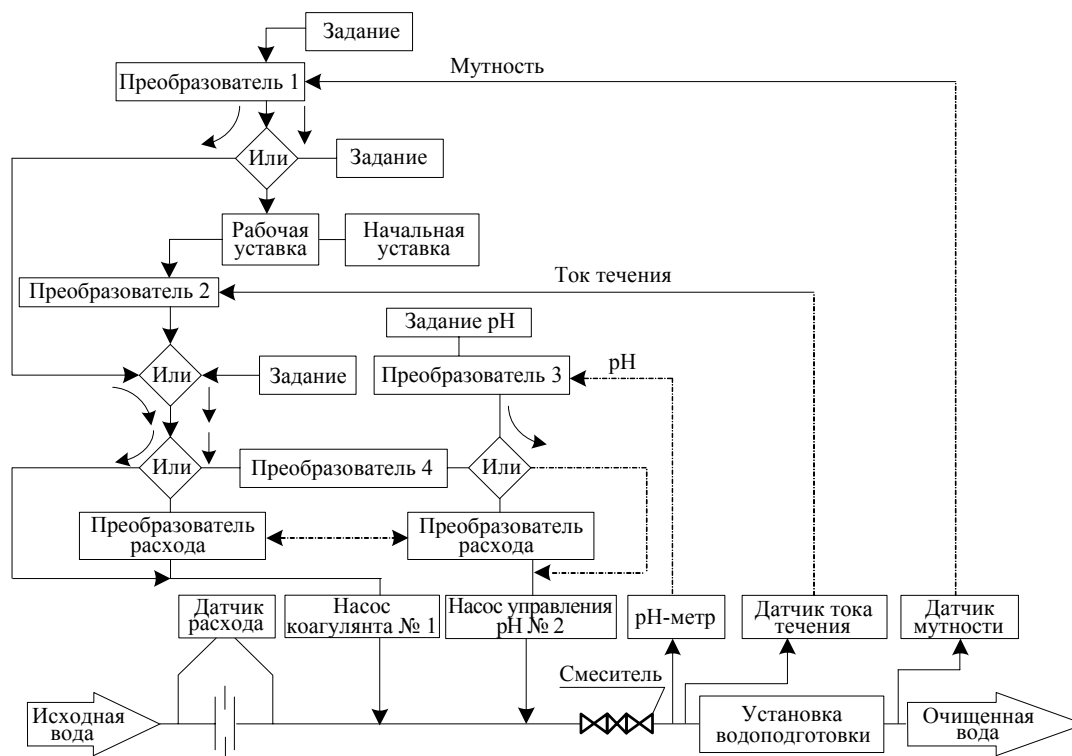 Задание
Преобразователь 1
Мутность
Или
Задание
Рабочая
уставка
Начальная
уставка
Преобразователь 2
Ток течения
Задание pH
Или
Задание
Преобразователь 3
pH
Или
Преобразователь 4
Или
Преобразователь
расхода
Преобразователь
расхода
Датчик
расхода
Насос
коагулянта № 1
Насос управления
pH № 2
pH-метр
Датчик тока
течения
Датчик
мутности
Смеситель
Исходная
вода
Установка
водоподготовки
Очищенная
вода